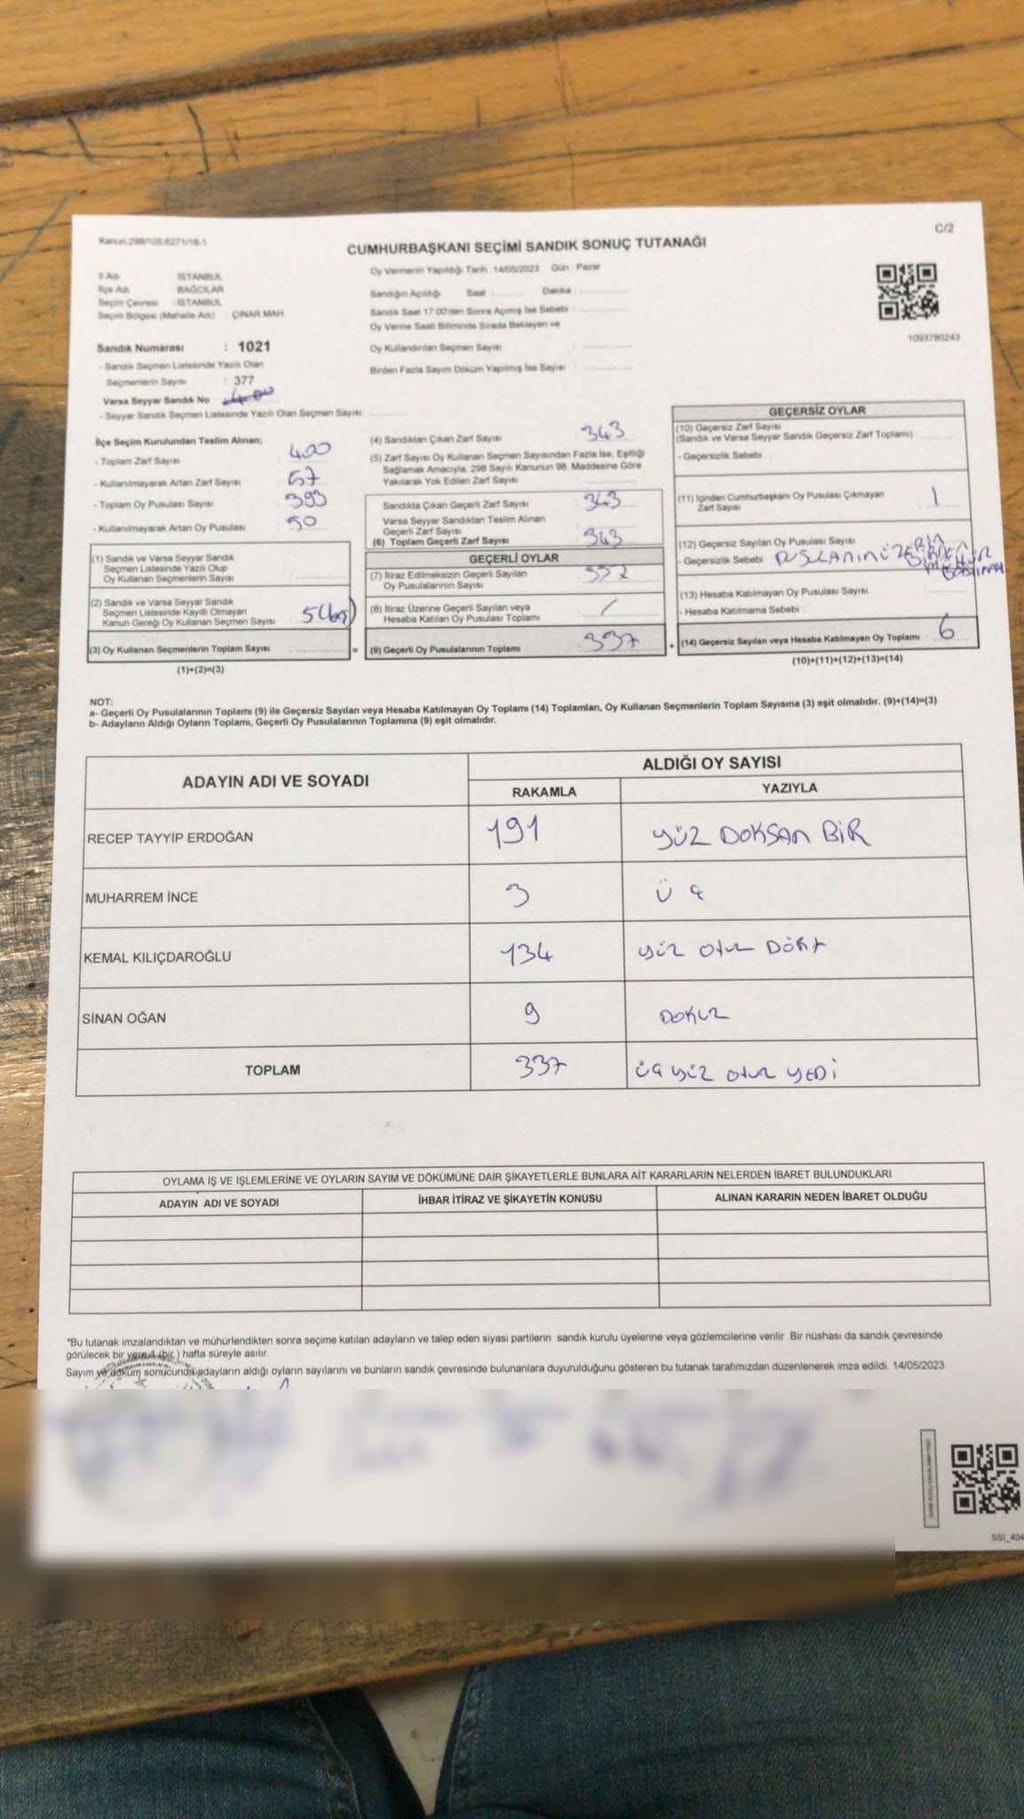 Kanun:298/105,6271/18-1
C/2
CUMHURBAŞKANI SEÇİMİ SANDIK SONUÇ TUTANAĞI
İl Adı İSTANBUL
İlçe Adı BAĞCILAR
Seçim Çevresi : İSTANBUL
Seçim Bölgesi (Mahalle Adı) ÇINAR MAH.
Sandık Numarası : 1021
- Sandık Seçmen Listesinde Yazılı Olan
Seçmenlerin Sayısı : 377
Varsa Seyyar Sandık No
- Seyyar Sandık Seçmen Listesinde Yazılı Olan Seçmen Sayısı
Oy Vermenin Yapıldığı Tarih : 14/05/2023 Gün : Pazar
Sandığın Açıldığı Saat Dakika
Sandık Saat 17:00'den Sonra Açılmış İse Sebebi
Oy Verme Saati Bitiminde Sırada Bekleyen ve
Oy Kullandırılan Seçmen Sayısı
Birden Fazla Sayım Döküm Yapılmış İse Sayısı
1093780243
İlçe Seçim Kurulundan Teslim Alınan;
- Toplam Zarf Sayısı 400
- Kullanılmayarak Artan Zarf Sayısı 57
- Toplam Oy Pusulası Sayısı 393
- Kullanılmayarak Artan Oy Pusulası 50
(1) Sandık ve Varsa Seyyar Sandık
Seçmen Listesinde Yazılı Olup
Oy Kullanan Seçmenlerin Sayısı
(2) Sandık ve Varsa Seyyar Sandık
Seçmen Listesinde Kayıtlı Olmayan
Kanun Gereği Oy Kullanan Seçmen Sayısı 5(beş)
(3) Oy Kullanan Seçmenlerin Toplam Sayısı
(1)+(2)=(3)
(4) Sandıktan Çıkan Zarf Sayısı 343
(5) Zarf Sayısı Oy Kullanan Seçmen Sayısından Fazla İse, Eşitliği
Sağlamak Amacıyla, 298 Sayılı Kanunun 98. Maddesine Göre
Yakılarak Yok Edilen Zarf Sayısı
Sandıkta Çıkan Geçerli Zarf Sayısı 343
Varsa Seyyar Sandıktan Teslim Alınan
Geçerli Zarf Sayısı
(6) Toplam Geçerli Zarf Sayısı 343
GEÇERLİ OYLAR
(7) İtiraz Edilmeksizin Geçerli Sayılan
Oy Pusulalarının Sayısı
(8) İtiraz Üzerine Geçerli Sayılan veya
Hesaba Katılan Oy Pusulası Toplamı /
= (9) Geçerli Oy Pusulalarının Toplamı 337
GEÇERSİZ OYLAR
(10) Geçersiz Zarf Sayısı
(Sandık ve Varsa Seyyar Sandık Geçersiz Zarf Toplamı)
- Geçersizlik Sebebi
(11) İçinden Cumhurbaşkanı Oy Pusulası Çıkmayan
Zarf Sayısı 1
(12) Geçersiz Sayılan Oy Pusulası Sayısı
- Geçersizlik Sebebi
(13) Hesaba Katılmayan Oy Pusulası Sayısı
- Hesaba Katılmama Sebebi
+ (14) Geçersiz Sayılan veya Hesaba Katılmayan Oy Toplamı 6
(10)+(11)+(12)+(13)=(14)
NOT:
a- Geçerli Oy Pusulalarının Toplamı (9) ile Geçersiz Sayılan veya Hesaba Katılmayan Oy Toplamı (14) Toplamları, Oy Kullanan Seçmenlerin Toplam Sayısına (3) eşit olmalıdır. (9)+(14)=(3)
b- Adayların Aldığı Oyların Toplamı, Geçerli Oy Pusulalarının Toplamına (9) eşit olmalıdır.
ADAYIN ADI VE SOYADI
ALDIĞI OY SAYISI
RAKAMLA YAZIYLA
RECEP TAYYİP ERDOĞAN 191 YÜZ DOKSAN BİR
MUHARREM İNCE 3 ÜÇ
KEMAL KILIÇDAROĞLU 134 yüz otuz DÖRT
SİNAN OĞAN 9 DOKUZ
TOPLAM 337 üçyüz otuz YEDİ
OYLAMA İŞ VE İŞLEMLERİNE VE OYLARIN SAYIM VE DÖKÜMÜNE DAİR ŞİKAYETLERLE BUNLARA AİT KARARLARIN NELERDEN İBARET BULUNDUKLARI
ADAYIN ADI VE SOYADI İHBAR İTİRAZ VE ŞİKAYETİN KONUSU ALINAN KARARIN NEDEN İBARET OLDUĞU
"Bu tutanak imzalandıktan ve mühürlendikten sonra seçime katılan adayların ve talep eden siyasi partilerin sandık kurulu üyelerine veya gözlemcilerine verilir. Bir nüshası da sandık çevresinde
görülecek bir yere 1 (bir) hafta süreyle asılır.
Sayım ve döküm sonucunda adayların aldığı oyların sayılarını ve bunların sandık çevresinde bulunanlara duyurulduğunu gösteren bu tutanak tarafımızdan düzenlenerek imza edildi. 14/05/2023